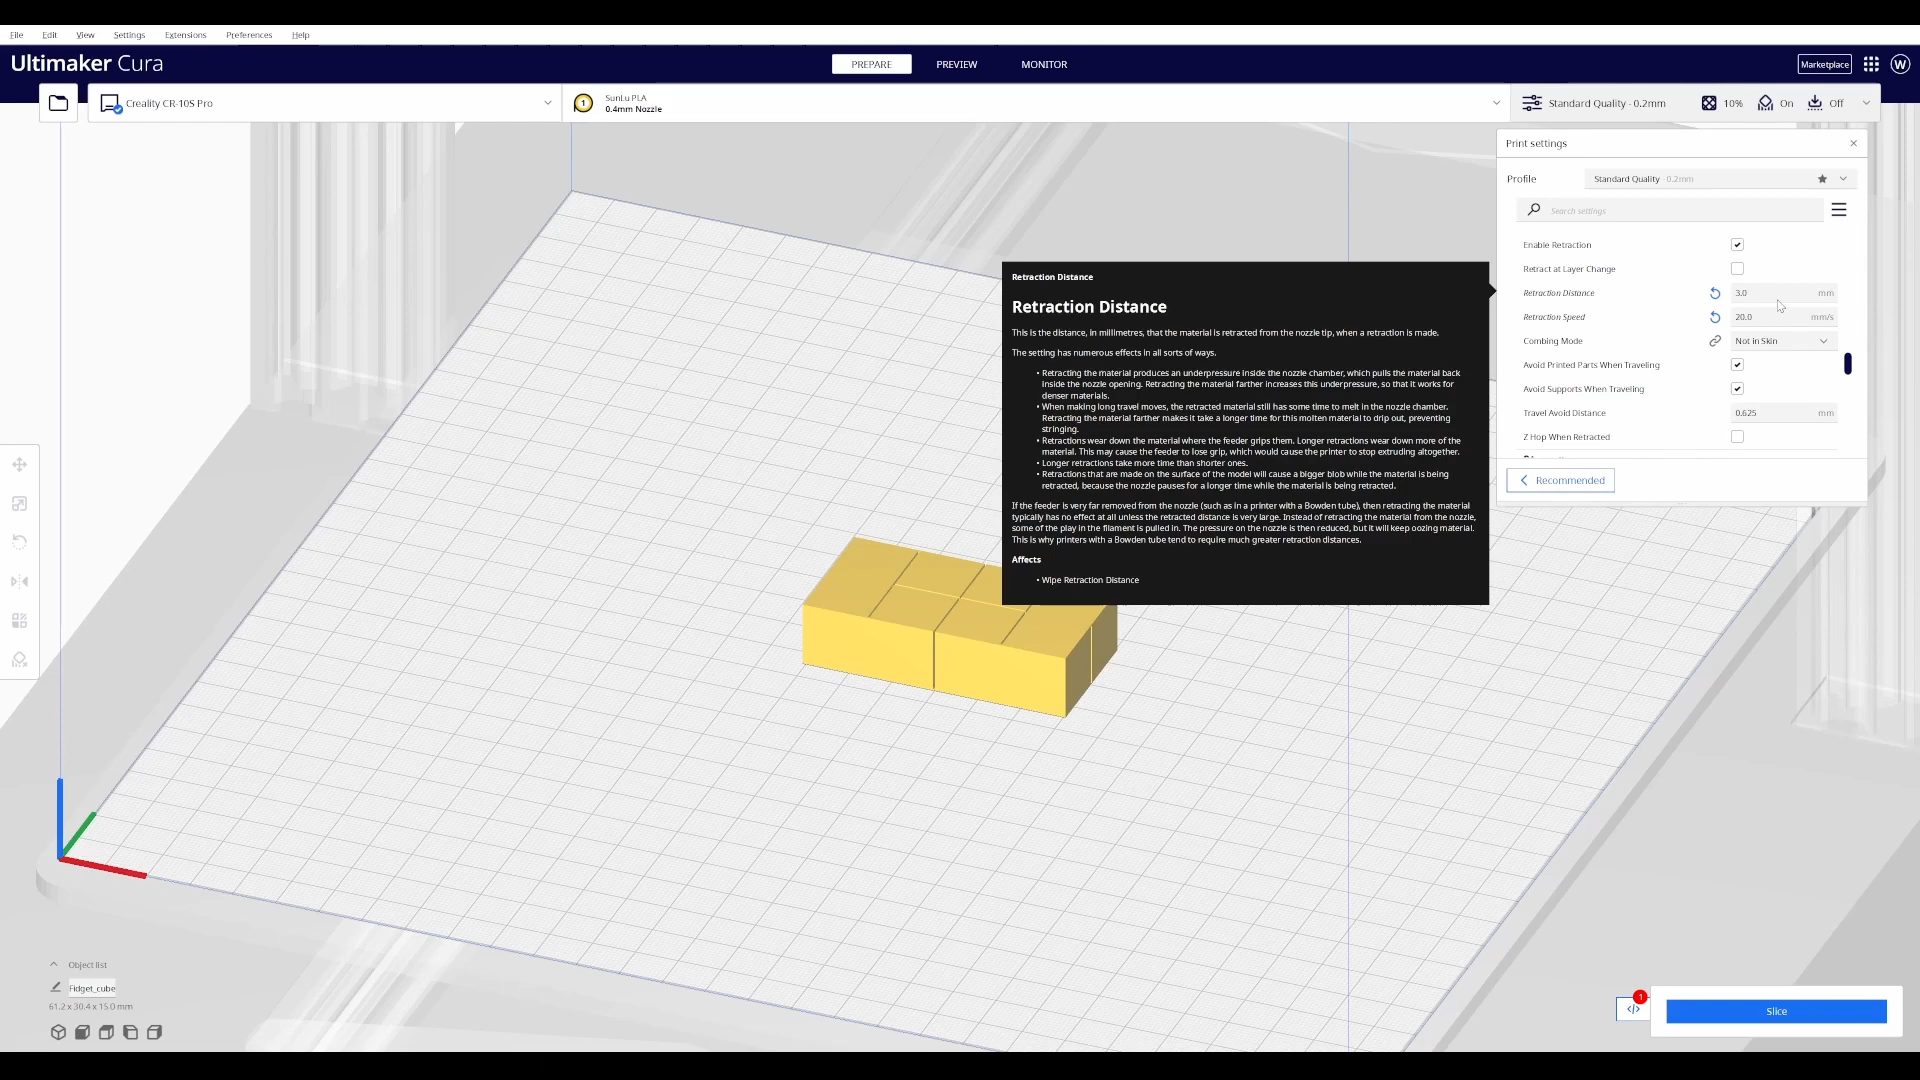 File Edit View Settings Extensions Preferences Help
Ultimaker Cura
PREPARE PREVIEW MONITOR
Marketplace
W
Creality CR-10S Pro
1
SunLu PLA
0.4mm Nozzle
Standard Quality - 0.2mm
10% On Off
Print settings
Profile Standard Quality - 0.2mm
Search settings
Enable Retraction
Retract at Layer Change
Retraction Distance 3.0 mm
Retraction Speed 20.0 mm/s
Combing Mode Not in Skin
Avoid Printed Parts When Traveling
Avoid Supports When Traveling
Travel Avoid Distance 0.625 mm
Z Hop When Retracted
Recommended
Retraction Distance
Retraction Distance
This is the distance, in millimetres, that the material is retracted from the nozzle tip, when a retraction is made.
The setting has numerous effects in all sorts of ways.
• Retracting the material produces an underpressure inside the nozzle chamber, which pulls the material back
inside the nozzle opening. Retracting the material farther increases this underpressure, so that it works for
denser materials.
• When making long travel moves, the retracted material still has some time to melt in the nozzle chamber.
Retracting the material farther makes it take a longer time for this molten material to drip out, preventing
stringing.
• Retractions wear down the material where the feeder grips them. Longer retractions wear down more of the
material. This may cause the feeder to lose grip, which would cause the printer to stop extruding altogether.
• Longer retractions take more time than shorter ones.
• Retractions that are made on the surface of the model will cause a bigger blob while the material is being
retracted, because the nozzle pauses for a longer time while the material is being retracted.
If the feeder is very far removed from the nozzle (such as in a printer with a Bowden tube), then retracting the material
typically has no effect at all unless the retracted distance is very large. Instead of retracting the material from the nozzle,
some of the play in the filament is pulled in. The pressure on the nozzle is then reduced, but it will keep oozing material.
This is why printers with a Bowden tube tend to require much greater retraction distances.
Affects
• Wipe Retraction Distance
Object list
Fidget_cube
61.2 x 30.4 x 15.0 mm
1
Slice